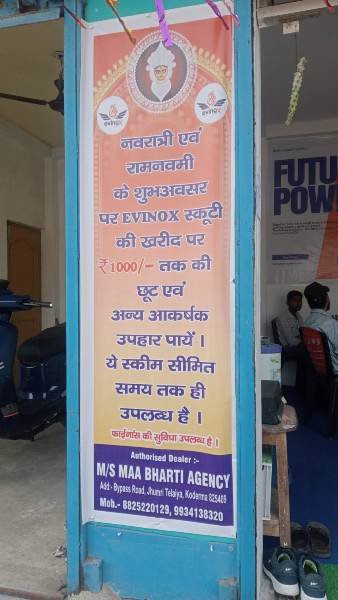 evinox
evinox
नवरात्री एवं
रामनवमी
के शुभअवसर
पर EVINOX स्कूटी
की खरीद पर
₹1000/- तक की
छूट एवं
अन्य आकर्षक
उपहार पायें ।
ये स्कीम सीमित
समय तक ही
उपलब्ध है ।
फाईनांस की सुविधा उपलब्ध है ।
Authorised Dealer :-
M/S MAA BHARTI AGENCY
Add:- Bypass Road, Jhumri Telaiya, Koderma 825409
Mob.- 8825220129, 9934138320
FUTU
POW